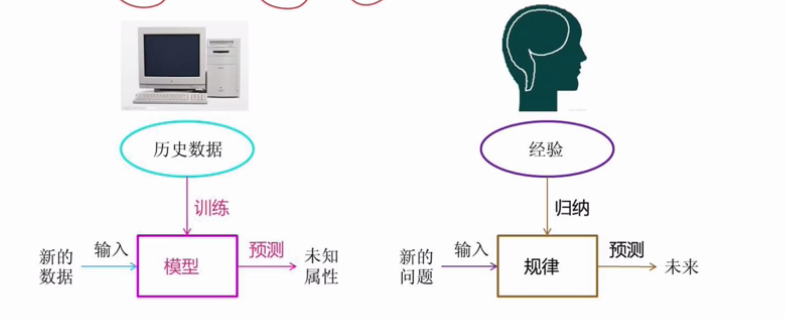 历史数据
经验
训练
归纳
新的
数据
输入
模型
预测
未知
属性
新的
问题
输入
规律
预测
未来